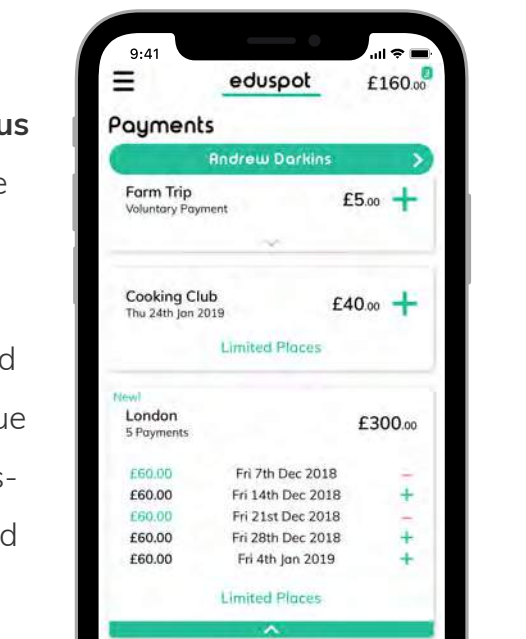 us
e
d
ue
s-
d
9:41
eduspot
£160.00
Payments
Andrew Darkins
Farm Trip
£5.00 +
Voluntary Payment
Cooking Club
£40.00 +
Thu 24th Jan 2019
Limited Places
New!
London
£300.00
5 Payments
£60.00 Fri 7th Dec 2018 −
£60.00 Fri 14th Dec 2018 +
£60.00 Fri 21st Dec 2018 −
£60.00 Fri 28th Dec 2018 +
£60.00 Fri 4th Jan 2019 +
Limited Places